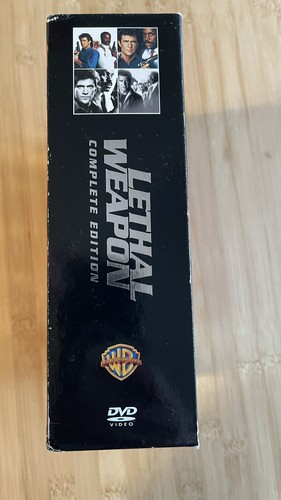 LETHAL
WEAPON
COMPLETE EDITION
WB
DVD
VIDEO